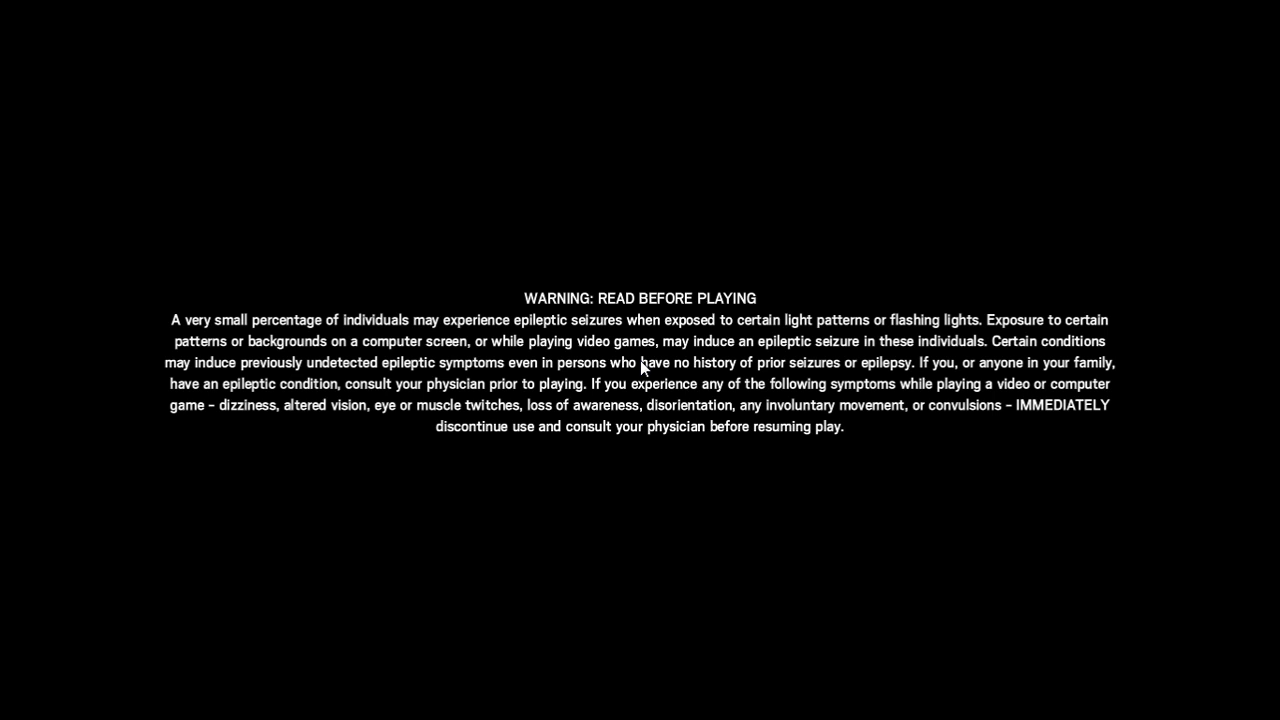 WARNING: READ BEFORE PLAYING
A very small percentage of individuals may experience epileptic seizures when exposed to certain light patterns or flashing lights. Exposure to certain
patterns or backgrounds on a computer screen, or while playing video games, may induce an epileptic seizure in these individuals. Certain conditions
may induce previously undetected epileptic symptoms even in persons who have no history of prior seizures or epilepsy. If you, or anyone in your family,
have an epileptic condition, consult your physician prior to playing. If you experience any of the following symptoms while playing a video or computer
game – dizziness, altered vision, eye or muscle twitches, loss of awareness, disorientation, any involuntary movement, or convulsions – IMMEDIATELY
discontinue use and consult your physician before resuming play.